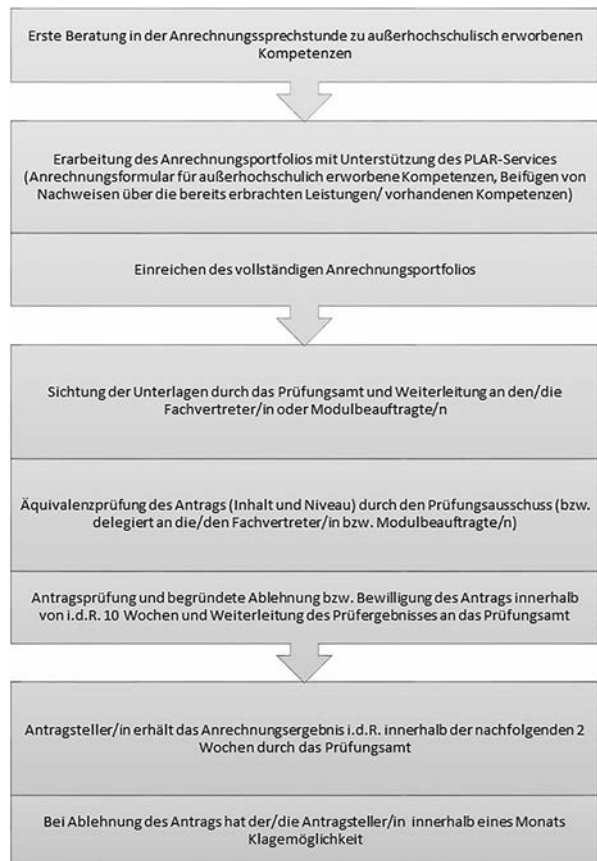 Erste Beratung in der Anrechnungssprechstunde zu außerhochschulisch erworbenen
Kompetenzen
Erarbeitung des Anrechnungsportfolios mit Unterstützung des PLAR-Services
(Anrechnungsformular für außerhochschulich erworbene Kompetenzen, Beifügen von
Nachweisen über die bereits erbrachten Leistungen/ vorhandenen Kompetenzen)
Einreichen des vollständigen Anrechnungsportfolios
Sichtung der Unterlagen durch das Prüfungsamt und Weiterleitung an den/die
Fachvertreter/in oder Modulbeauftragte/n
Äquivalenzprüfung des Antrags (Inhalt und Niveau) durch den Prüfungsausschuss (bzw.
delegiert an die/den Fachvertreter/in bzw. Modulbeauftragte/n)
Antragsprüfung und begründete Ablehnung bzw. Bewilligung des Antrags innerhalb
von i.d.R. 10 Wochen und Weiterleitung des Prüfergebnisses an das Prüfungsamt
Antragsteller/in erhält das Anrechnungsergebnis i.d.R. innerhalb der nachfolgenden 2
Wochen durch das Prüfungsamt
Bei Ablehnung des Antrags hat der/die Antragsteller/in innerhalb eines Monats
Klagemöglichkeit